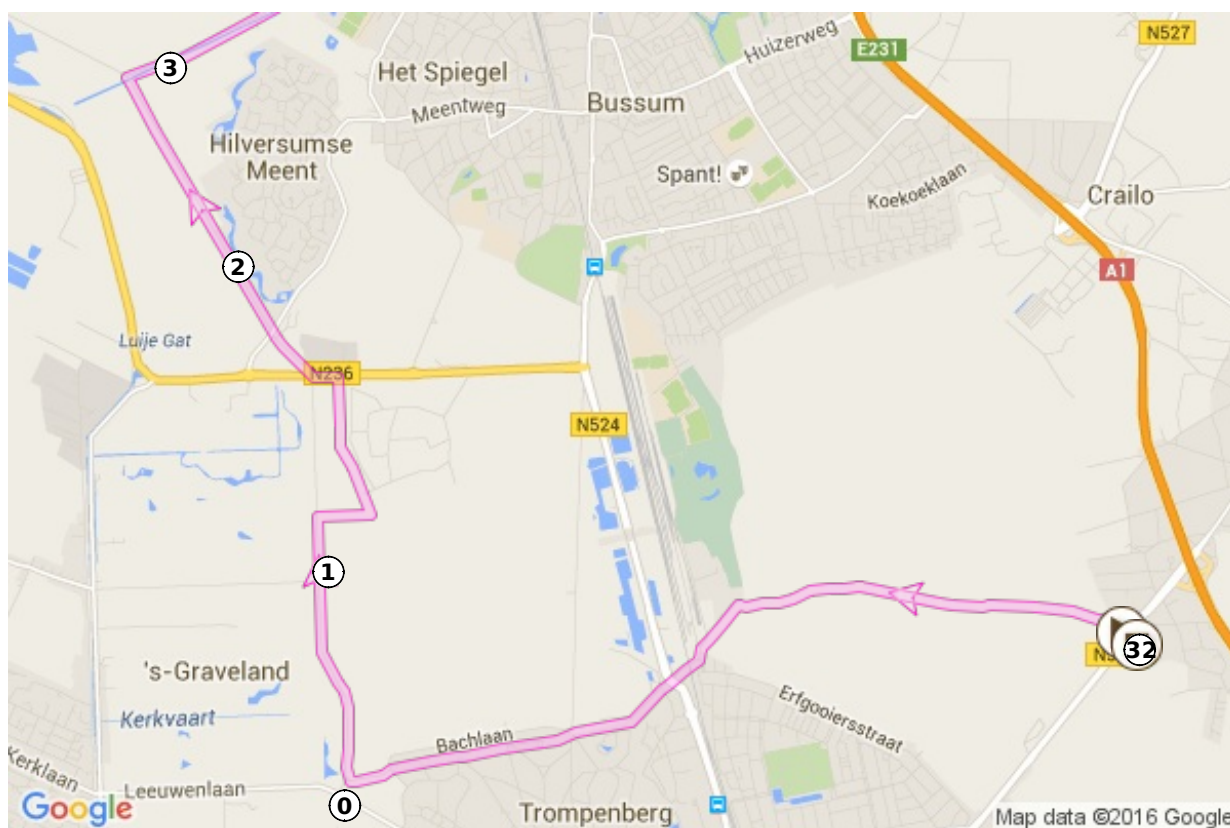 N527
Huizerweg
E231
3
Het Spiegel
Meentweg
Bussum
Hilversumse
Meent
Spant!
Koekoeklaan
Crailo
2
A1
Luije Gat
N236
N524
1
's-Graveland
32
Kerkvaart
Erfgooiersstraat
Bachlaan
Kerklaan
Leeuwenlaan
0
Google
Trompenberg
Map data ©2016 Google